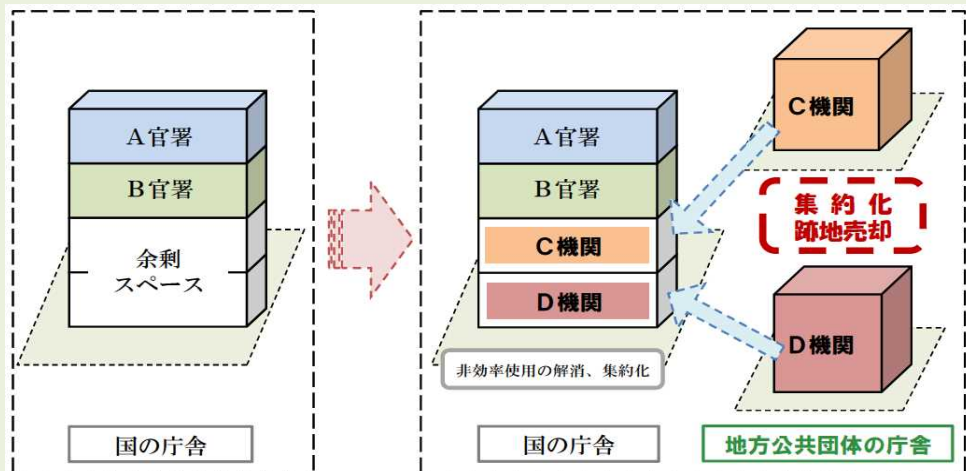 A官署
B官署
余剰
スペース
国の庁舎
A官署
B官署
C機関
D機関
非効率使用の解消、集約化
国の庁舎
C機関
集約化
跡地売却
D機関
地方公共団体の庁舎